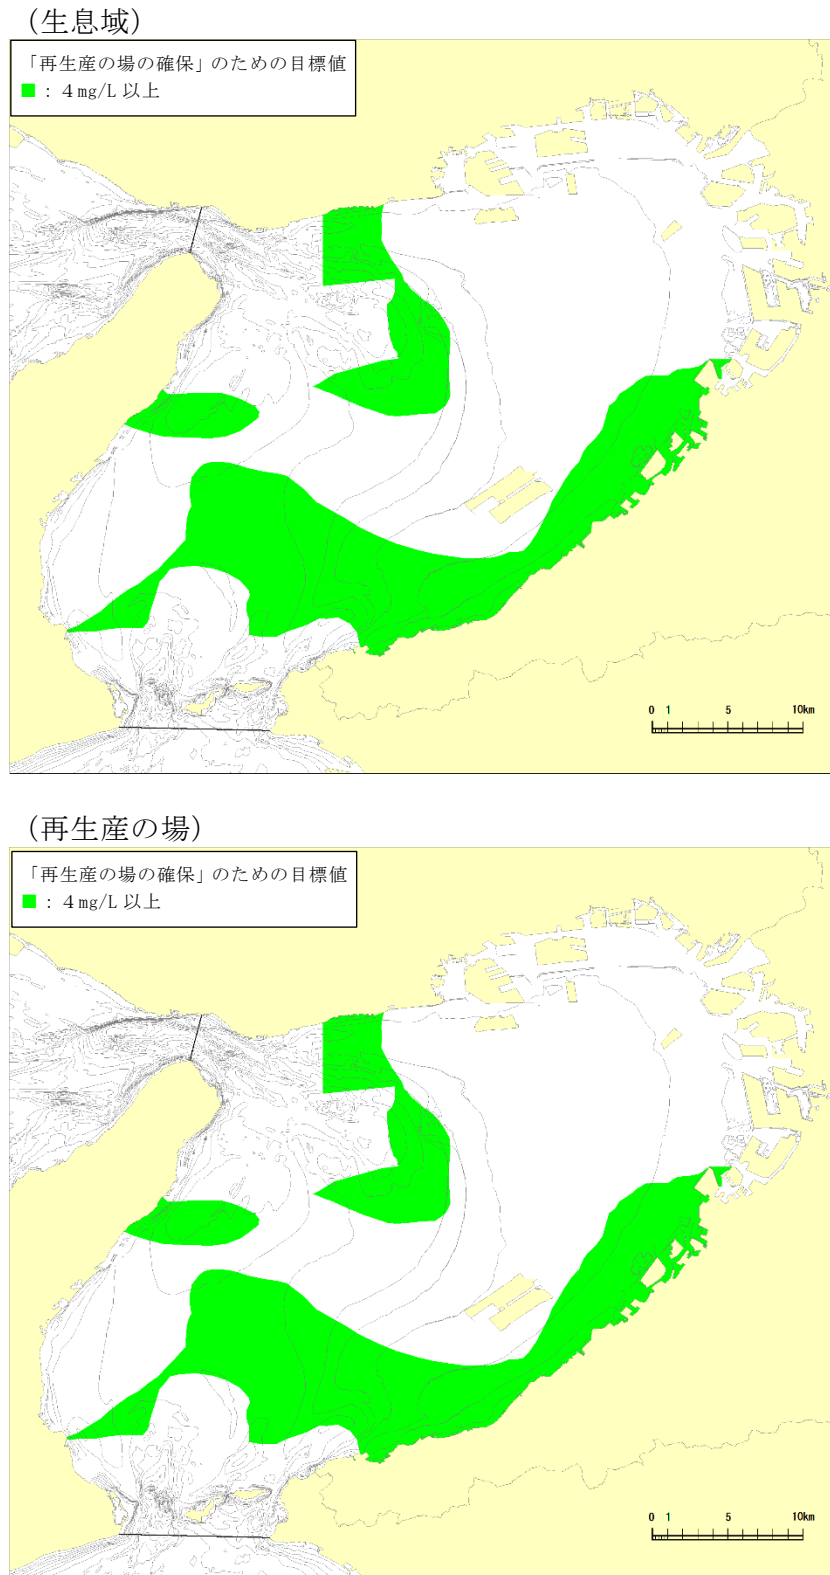 （生息域）
「再生産の場の確保」のための目標値
■：4mg/L以上
0 1 5 10km
（再生産の場）
「再生産の場の確保」のための目標値
■：4mg/L以上
0 1 5 10km